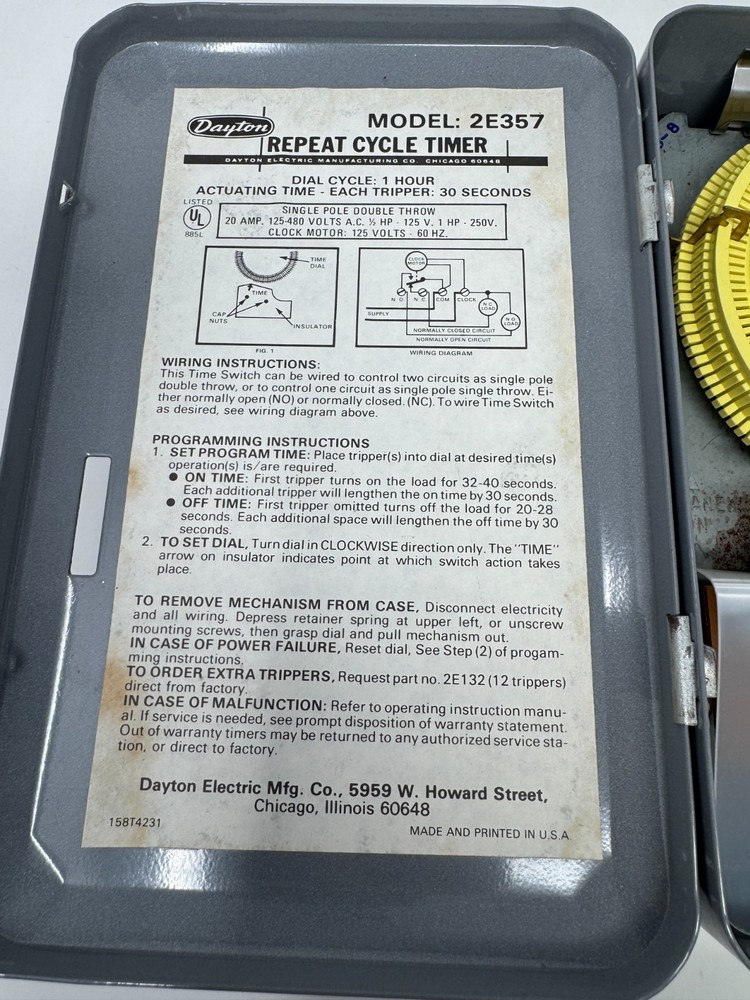 Dayton
MODEL: 2E357
REPEAT CYCLE TIMER
DAYTON ELECTRIC MANUFACTURING CO. CHICAGO 60648
DIAL CYCLE: 1 HOUR
ACTUATING TIME - EACH TRIPPER: 30 SECONDS
LISTED
UL
885L
SINGLE POLE DOUBLE THROW
20 AMP. 125-480 VOLTS A.C. ½ HP - 125 V. 1 HP - 250V.
CLOCK MOTOR: 125 VOLTS - 60 HZ.
TIME
DIAL
TIME
CAP
NUTS
INSULATOR
FIG. 1
CLOCK
MOTOR
N.O. N.C. COM CLOCK
SUPPLY
N.C.
LOAD
N.O.
LOAD
NORMALLY CLOSED CIRCUIT
NORMALLY OPEN CIRCUIT
WIRING DIAGRAM
WIRING INSTRUCTIONS:
This Time Switch can be wired to control two circuits as single pole
double throw, or to control one circuit as single pole single throw. Ei-
ther normally open (NO) or normally closed. (NC). To wire Time Switch
as desired, see wiring diagram above.
PROGRAMMING INSTRUCTIONS
1. SET PROGRAM TIME: Place tripper(s) into dial at desired time(s)
operation(s) is/are required.
● ON TIME: First tripper turns on the load for 32-40 seconds.
Each additional tripper will lengthen the on time by 30 seconds.
● OFF TIME: First tripper omitted turns off the load for 20-28
seconds. Each additional space will lengthen the off time by 30
seconds.
2. TO SET DIAL, Turn dial in CLOCKWISE direction only. The "TIME"
arrow on insulator indicates point at which switch action takes
place.
TO REMOVE MECHANISM FROM CASE, Disconnect electricity
and all wiring. Depress retainer spring at upper left, or unscrew
mounting screws, then grasp dial and pull mechanism out.
IN CASE OF POWER FAILURE, Reset dial, See Step (2) of progam-
ming instructions.
TO ORDER EXTRA TRIPPERS, Request part no. 2E132 (12 trippers)
direct from factory.
IN CASE OF MALFUNCTION: Refer to operating instruction manu-
al. If service is needed, see prompt disposition of warranty statement.
Out of warranty timers may be returned to any authorized service sta-
tion, or direct to factory.
Dayton Electric Mfg. Co., 5959 W. Howard Street,
Chicago, Illinois 60648
158T4231
MADE AND PRINTED IN U.S.A.